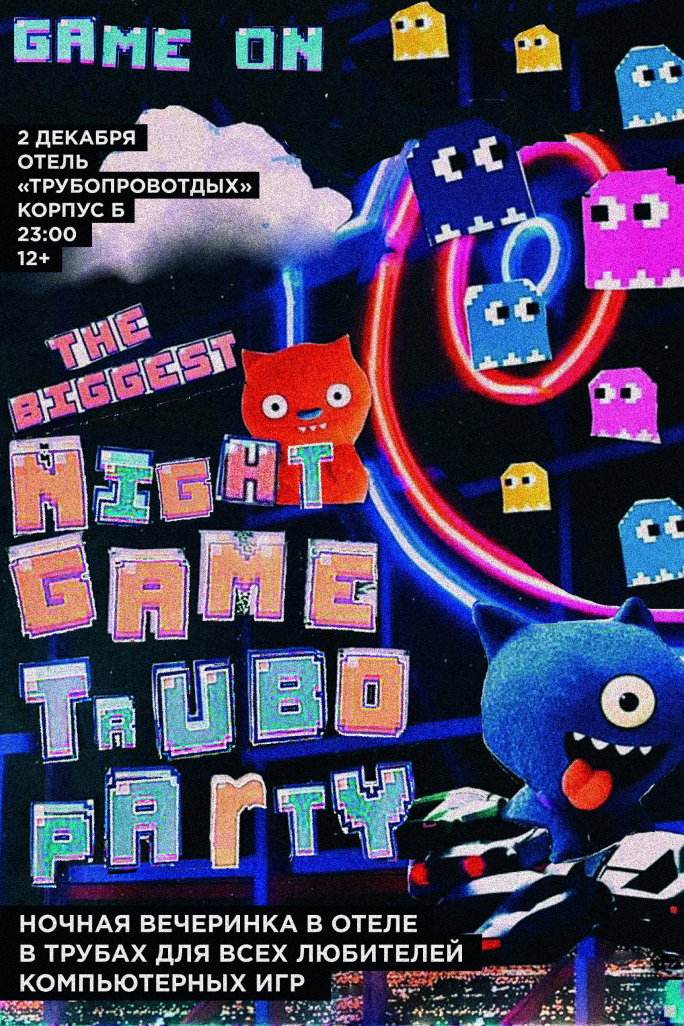 GAME ON
2 ДЕКАБРЯ
ОТЕЛЬ
«ТРУБОПРОВОТДЫХ»
КОРПУС Б
23:00
12+
THE
BIGGEST
NIGHT
GAME
TRUBO
PArTY
НОЧНАЯ ВЕЧЕРИНКА В ОТЕЛЕ
В ТРУБАХ ДЛЯ ВСЕХ ЛЮБИТЕЛЕЙ
КОМПЬЮТЕРНЫХ ИГР